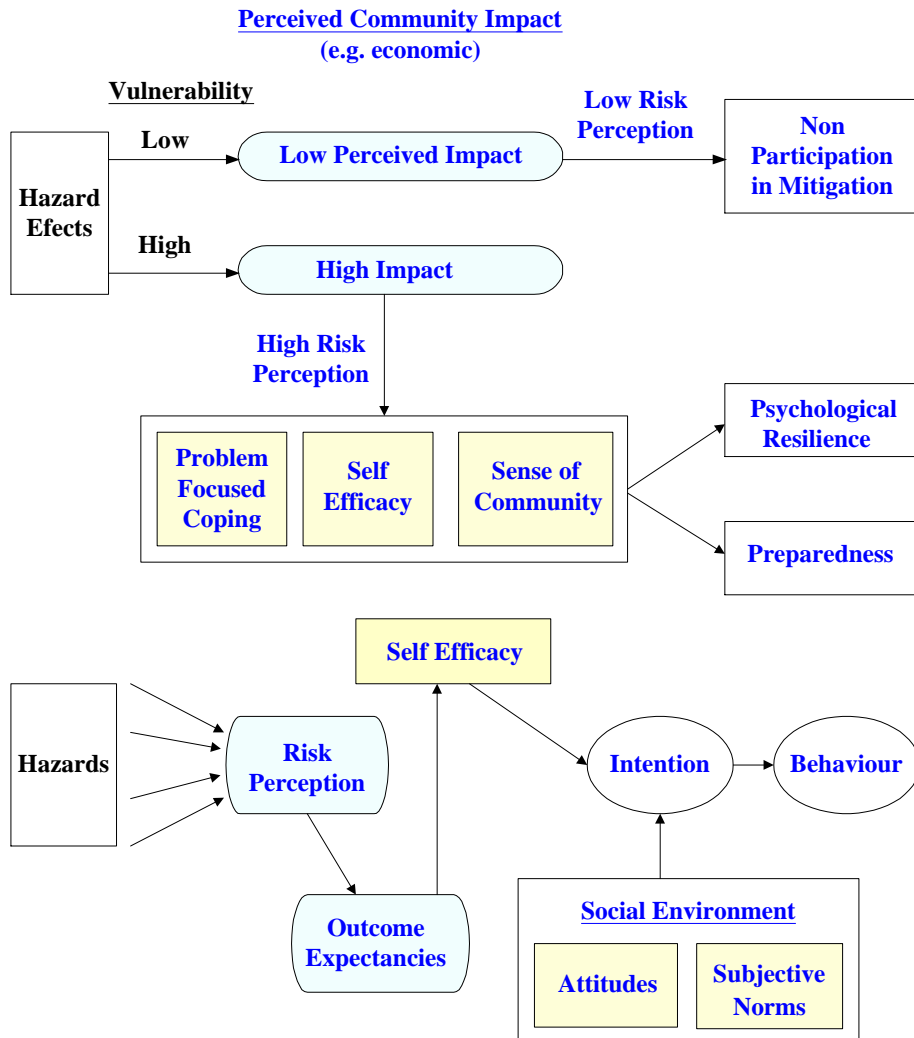 Perceived Community Impact
(e.g. economic)
Vulnerability
Low
Low Perceived Impact
Low Risk
Perception
Non
Participation
in Mitigation
Hazard
Efects
High
High Impact
High Risk
Perception
Problem
Focused
Coping
Self
Efficacy
Sense of
Community
Psychological
Resilience
Preparedness
Self Efficacy
Hazards
Risk
Perception
Intention
Behaviour
Outcome
Expectancies
Social Environment
Attitudes
Subjective
Norms